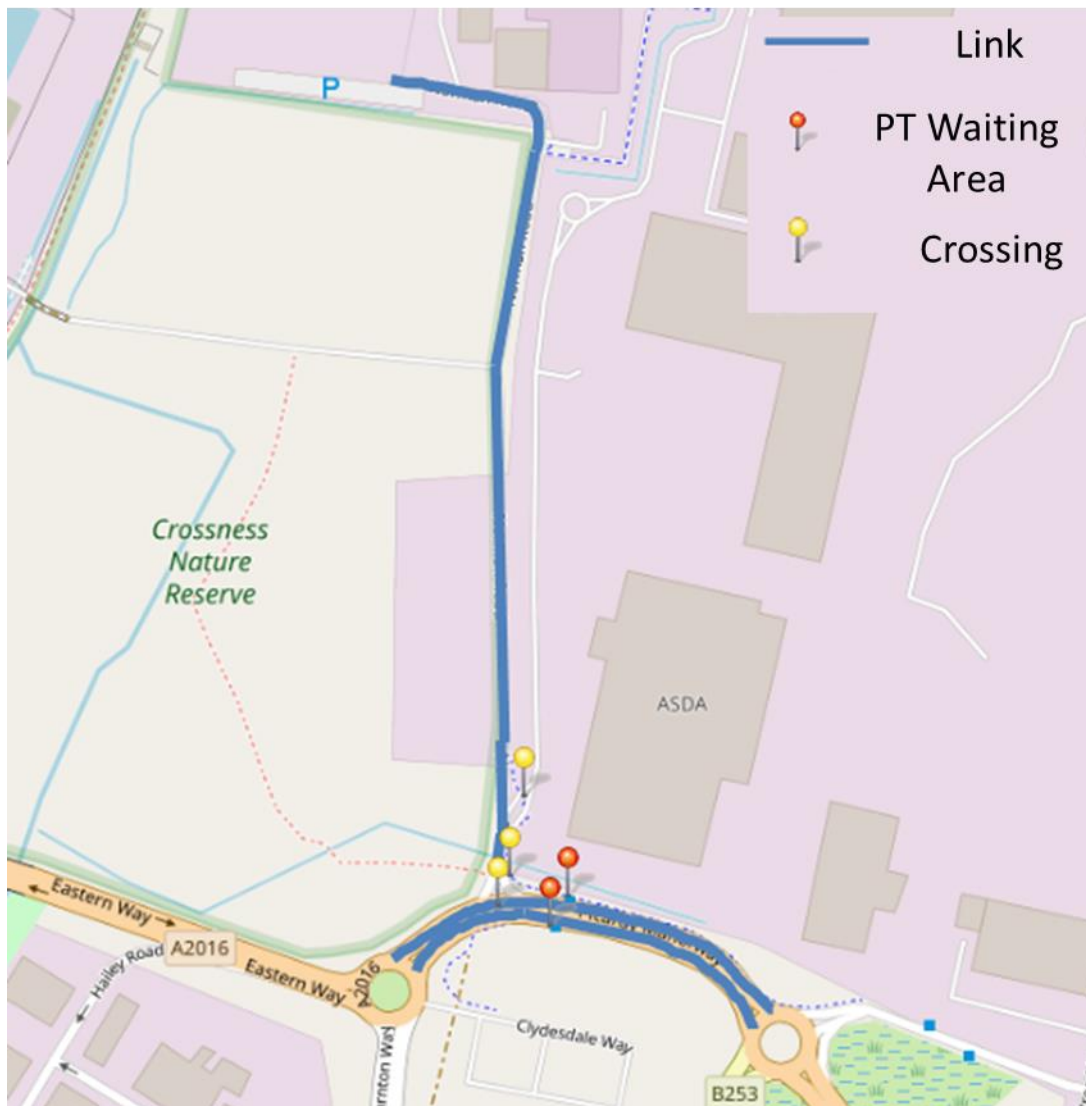 Link
P
PT Waiting
Area
Crossing
Crossness
Nature
Reserve
ASDA
Eastern Way
A2016
Hailey Road
Eastern Way
A2016
Clydesdale Way
B253